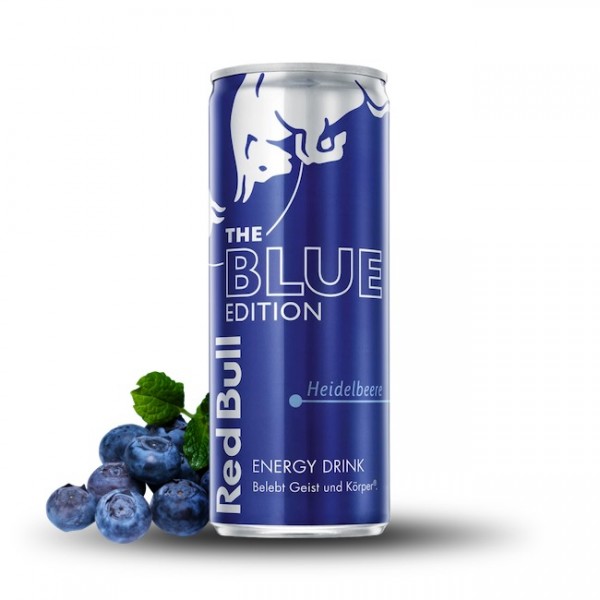 THE
BLUE
EDITION
Red Bull
Heidelbeere
ENERGY DRINK
Belebt Geist und Körper®.